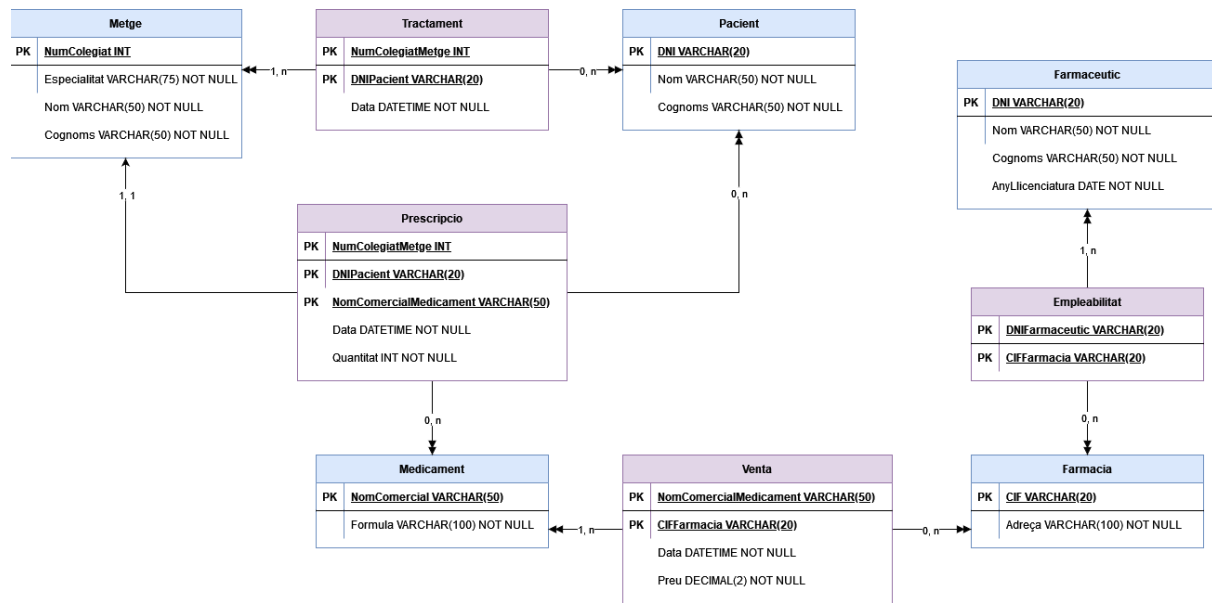 Metge
PK NumColegiat INT
Especialitat VARCHAR(75) NOT NULL
Nom VARCHAR(50) NOT NULL
Cognoms VARCHAR(50) NOT NULL
1, n
Tractament
PK NumColegiatMetge INT
PK DNIPacient VARCHAR(20)
Data DATETIME NOT NULL
0, n
Pacient
PK DNI VARCHAR(20)
Nom VARCHAR(50) NOT NULL
Cognoms VARCHAR(50) NOT NULL
Farmaceutic
PK DNI VARCHAR(20)
Nom VARCHAR(50) NOT NULL
Cognoms VARCHAR(50) NOT NULL
AnyLlicenciatura DATE NOT NULL
1, 1
0, n
Prescripcio
PK NumColegiatMetge INT
PK DNIPacient VARCHAR(20)
PK NomComercialMedicament VARCHAR(50)
Data DATETIME NOT NULL
Quantitat INT NOT NULL
1, n
Empleabilitat
PK DNIFarmaceutic VARCHAR(20)
PK CIFFarmacia VARCHAR(20)
0, n
0, n
Medicament
PK NomComercial VARCHAR(50)
Formula VARCHAR(100) NOT NULL
1, n
Venta
PK NomComercialMedicament VARCHAR(50)
PK CIFFarmacia VARCHAR(20)
Data DATETIME NOT NULL
Preu DECIMAL(2) NOT NULL
0, n
Farmacia
PK CIF VARCHAR(20)
Adreça VARCHAR(100) NOT NULL